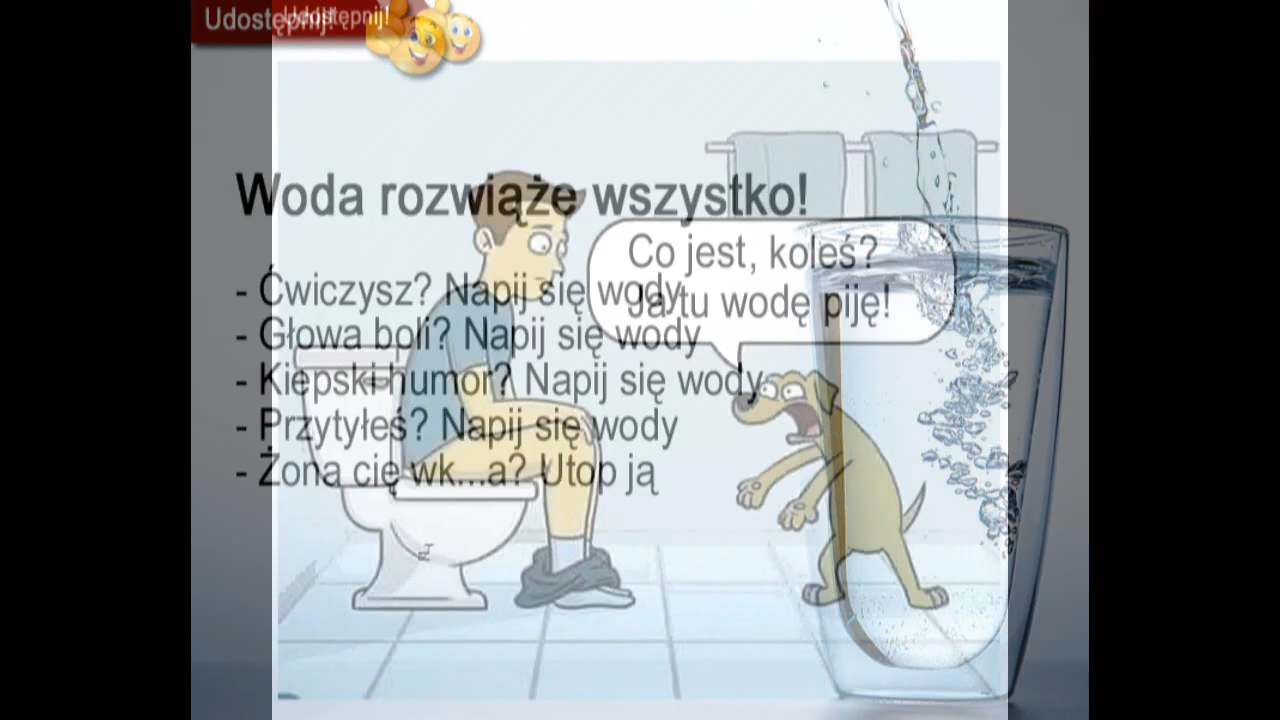 Udostępnij!
Udostępnij!
Woda rozwiąże wszystko!
Co jest, koleś?
Ja tu wodę piję!
- Ćwiczysz? Napij się wody
- Głowa boli? Napij się wody
- Kiepski humor? Napij się wody
- Przytyłeś? Napij się wody
- Żona cię wk...a? Utop ją